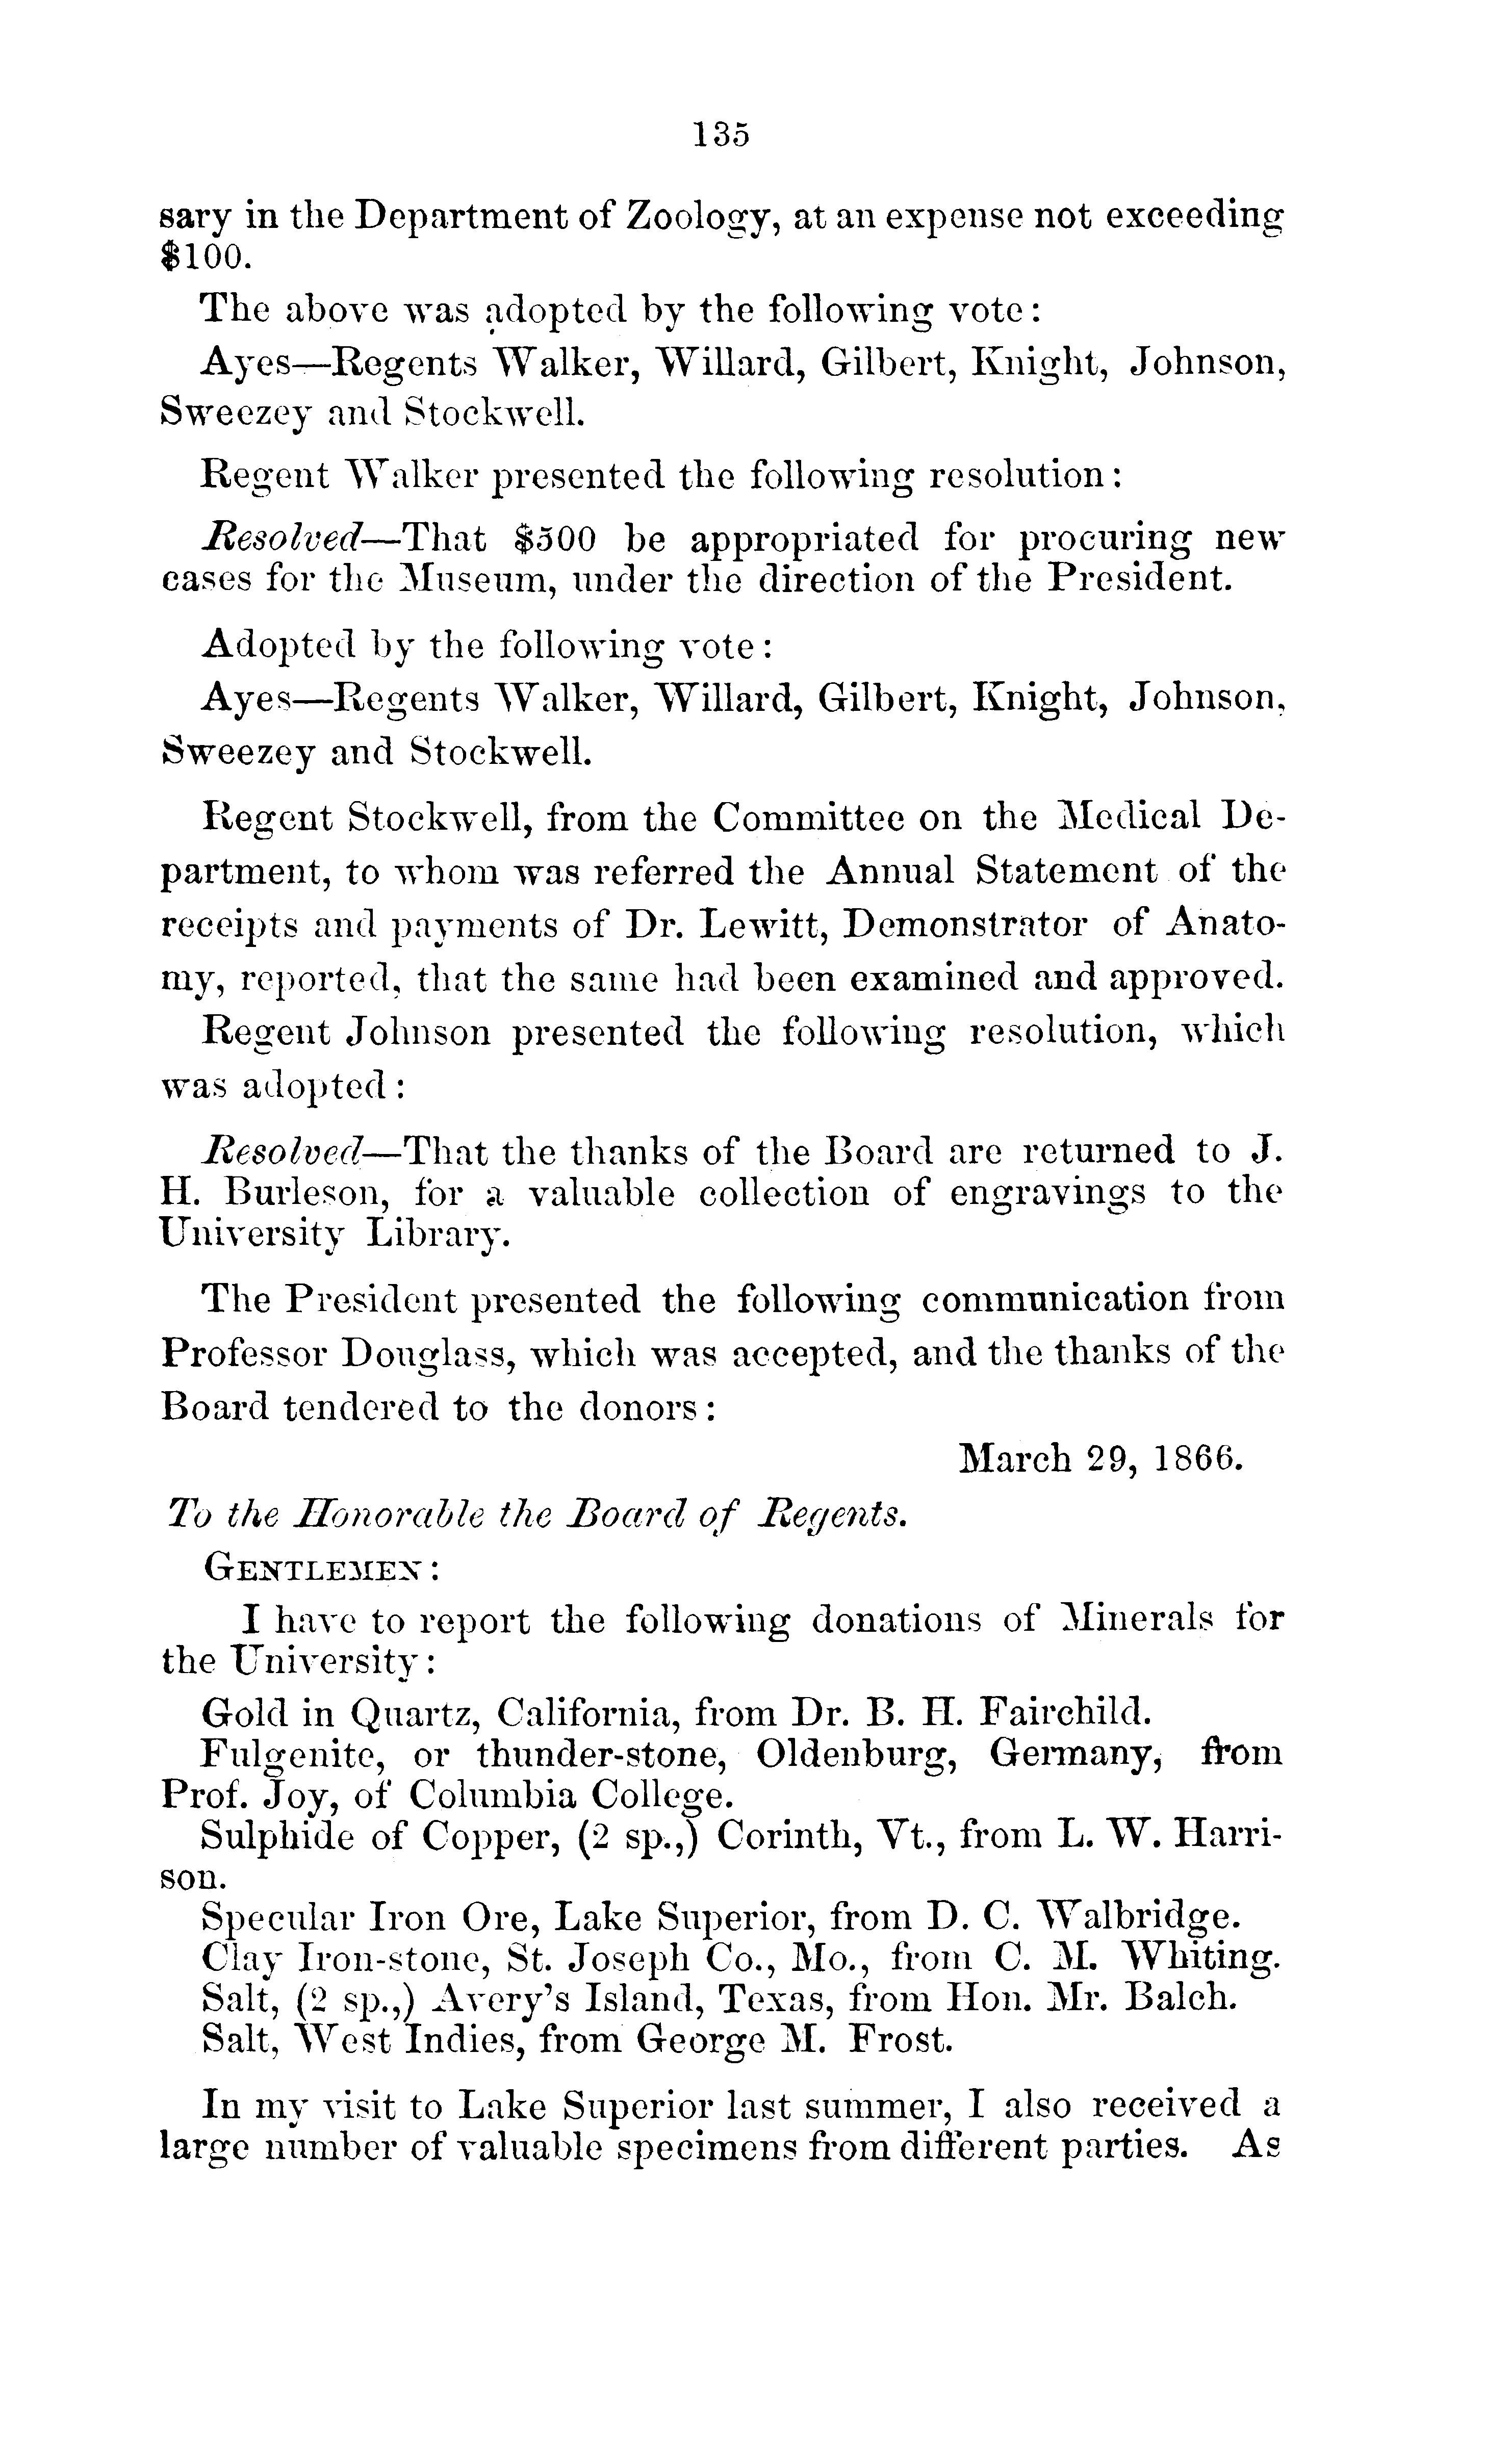 135
sary in the Department of Zoology, at an expense not exceeding
$100.
The above was adopted by the following vote:
Ayes—Regents Walker, Willard, Gilbert, Knight, Johnson,
Sweezey and Stockwell.
Regent Walker presented the following resolution:
Resolved—That $500 be appropriated for procuring new
cases for the Museum, under the direction of the President.
Adopted by the following vote:
Ayes—Regents Walker, Willard, Gilbert, Knight, Johnson,
Sweezey and Stockwell.
Regent Stockwell, from the Committee on the Medical De-
partment, to whom was referred the Annual Statement of the
receipts and payments of Dr. Lewitt, Demonstrator of Anato-
my, reported, that the same had been examined and approved.
Regent Johnson presented the following resolution, which
was adopted:
Resolved—That the thanks of the Board are returned to J.
H. Burleson, for a valuable collection of engravings to the
University Library.
The President presented the following communication from
Professor Douglass, which was accepted, and the thanks of the
Board tendered to the donors:
March 29, 1866.
To the Honorable the Board of Regents.
GENTLEMEN:
I have to report the following donations of Minerals for
the University:
Gold in Quartz, California, from Dr. B. H. Fairchild.
Fulgenite, or thunder-stone, Oldenburg, Germany, from
Prof. Joy, of Columbia College.
Sulphide of Copper, (2 sp.,) Corinth, Vt., from L. W. Harri-
son.
Specular Iron Ore, Lake Superior, from D. C. Walbridge.
Clay Iron-stone, St. Joseph Co., Mo., from C. M. Whiting.
Salt, (2 sp.,) Avery's Island, Texas, from Hon. Mr. Balch.
Salt, West Indies, from George M. Frost.
In my visit to Lake Superior last summer, I also received a
large number of valuable specimens from different parties. As